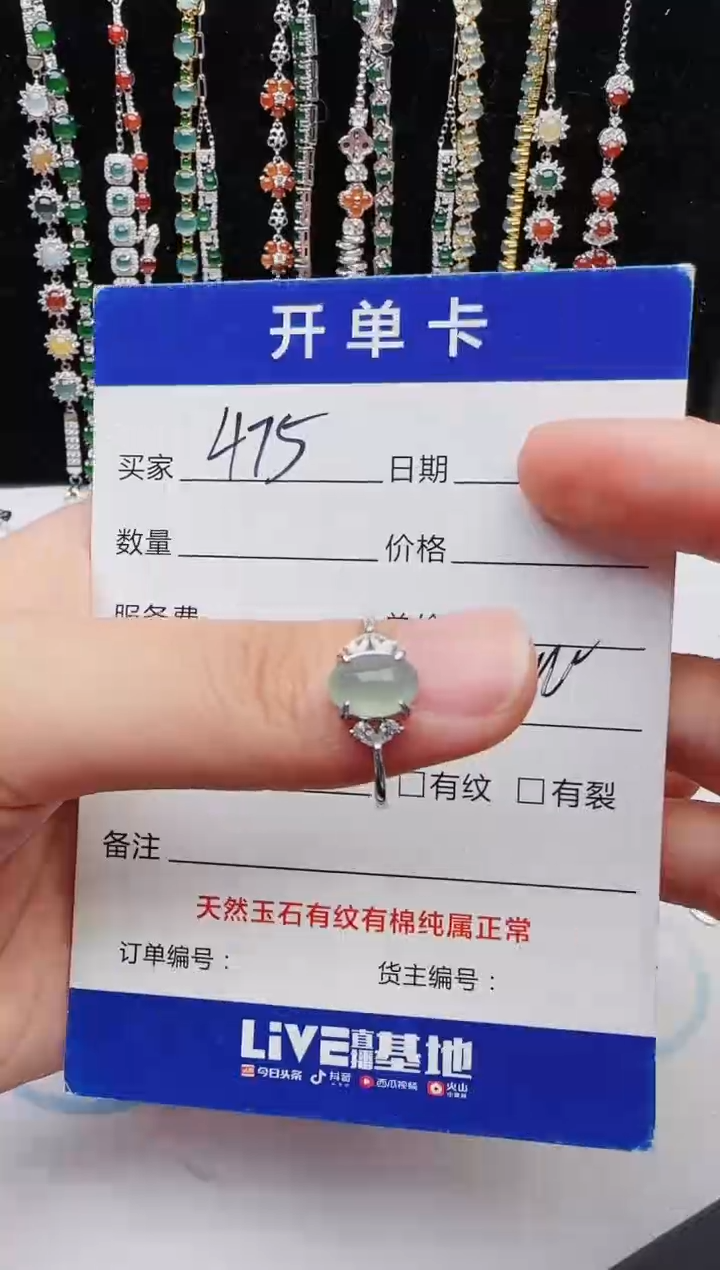 开单卡
买家 475 日期
数量 价格
服务费
有纹 有裂
备注
天然玉石有纹有棉纯属正常
订单编号： 货主编号：
LIVE直播基地
今日头条 抖音 西瓜视频 火山